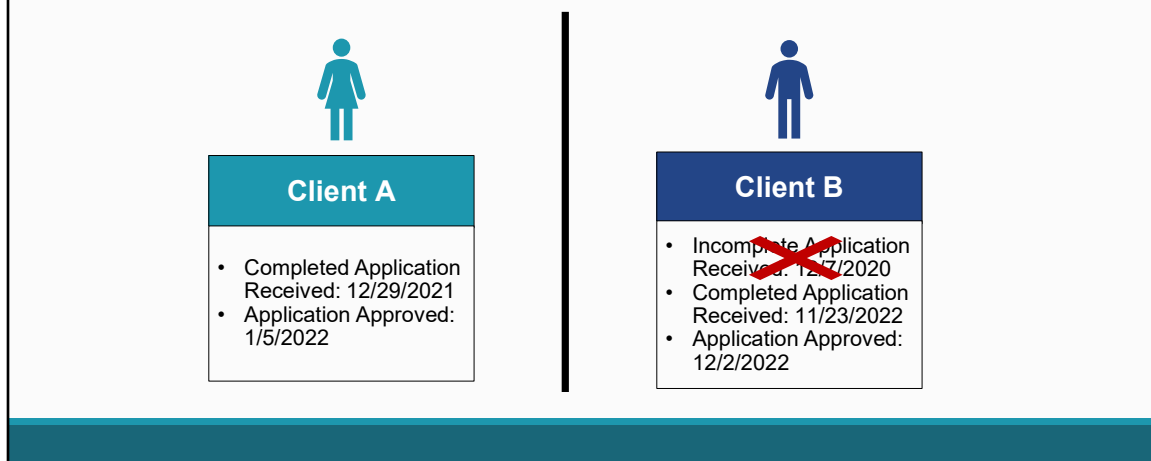 Client A
• Completed Application
Received: 12/29/2021
• Application Approved:
1/5/2022
Client B
• Incomplete Application
Received: 12/7/2020
• Completed Application
Received: 11/23/2022
• Application Approved:
12/2/2022